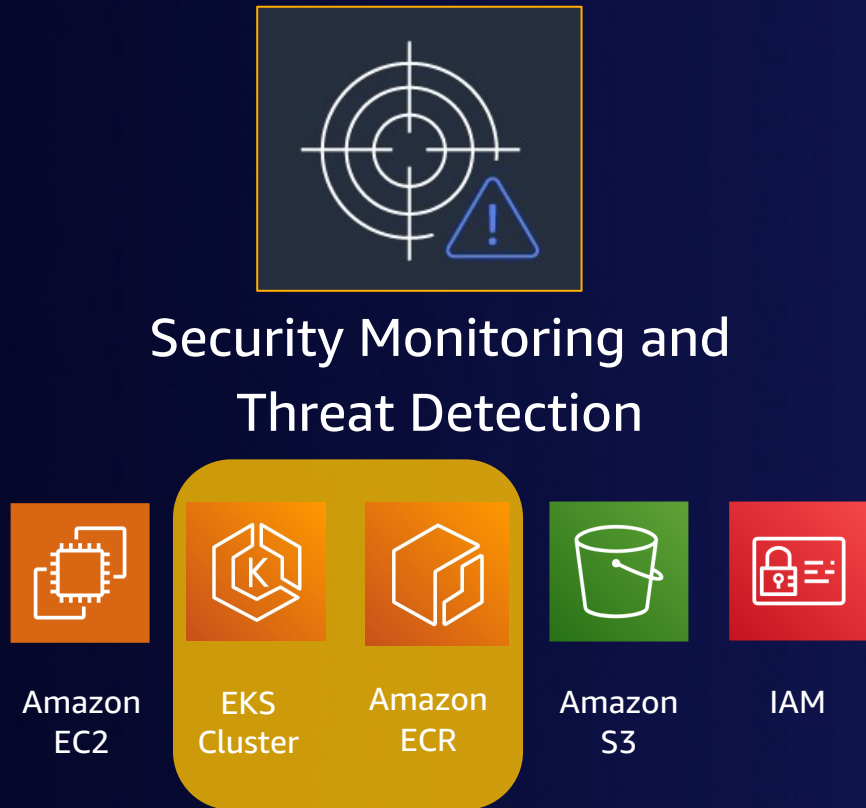 Security Monitoring and
Threat Detection
K
Amazon
EC2
EKS
Cluster
Amazon
ECR
Amazon
S3
IAM